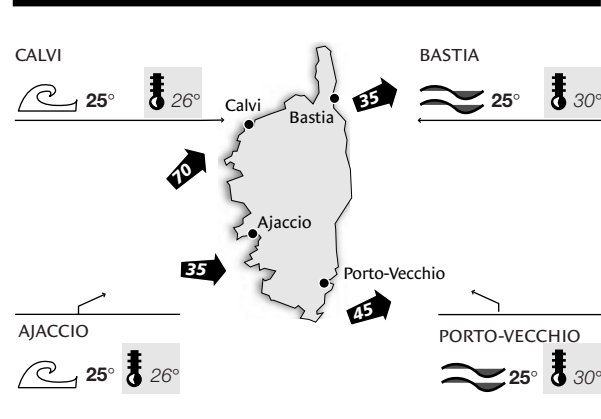 CALVI
25° 26°
BASTIA
25° 30°
Calvi
Bastia
35
70
Ajaccio
35
Porto-Vecchio
45
AJACCIO
25° 26°
PORTO-VECCHIO
25° 30°